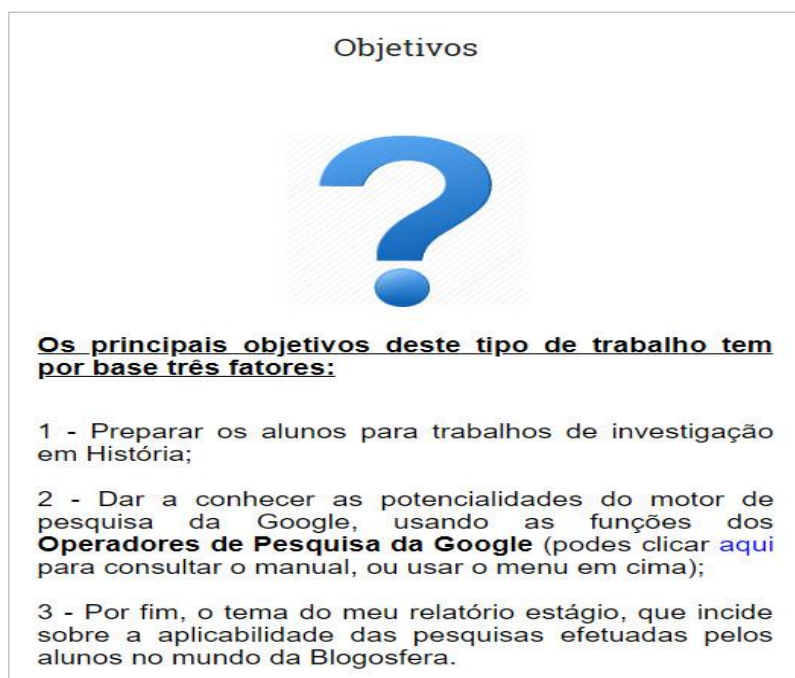 Objetivos
Os principais objetivos deste tipo de trabalho tem
por base três fatores:
1 - Preparar os alunos para trabalhos de investigação
em História;
2 - Dar a conhecer as potencialidades do motor de
pesquisa da Google, usando as funções dos
Operadores de Pesquisa da Google (podes clicar aqui
para consultar o manual, ou usar o menu em cima);
3 - Por fim, o tema do meu relatório estágio, que incide
sobre a aplicabilidade das pesquisas efetuadas pelos
alunos no mundo da Blogosfera.